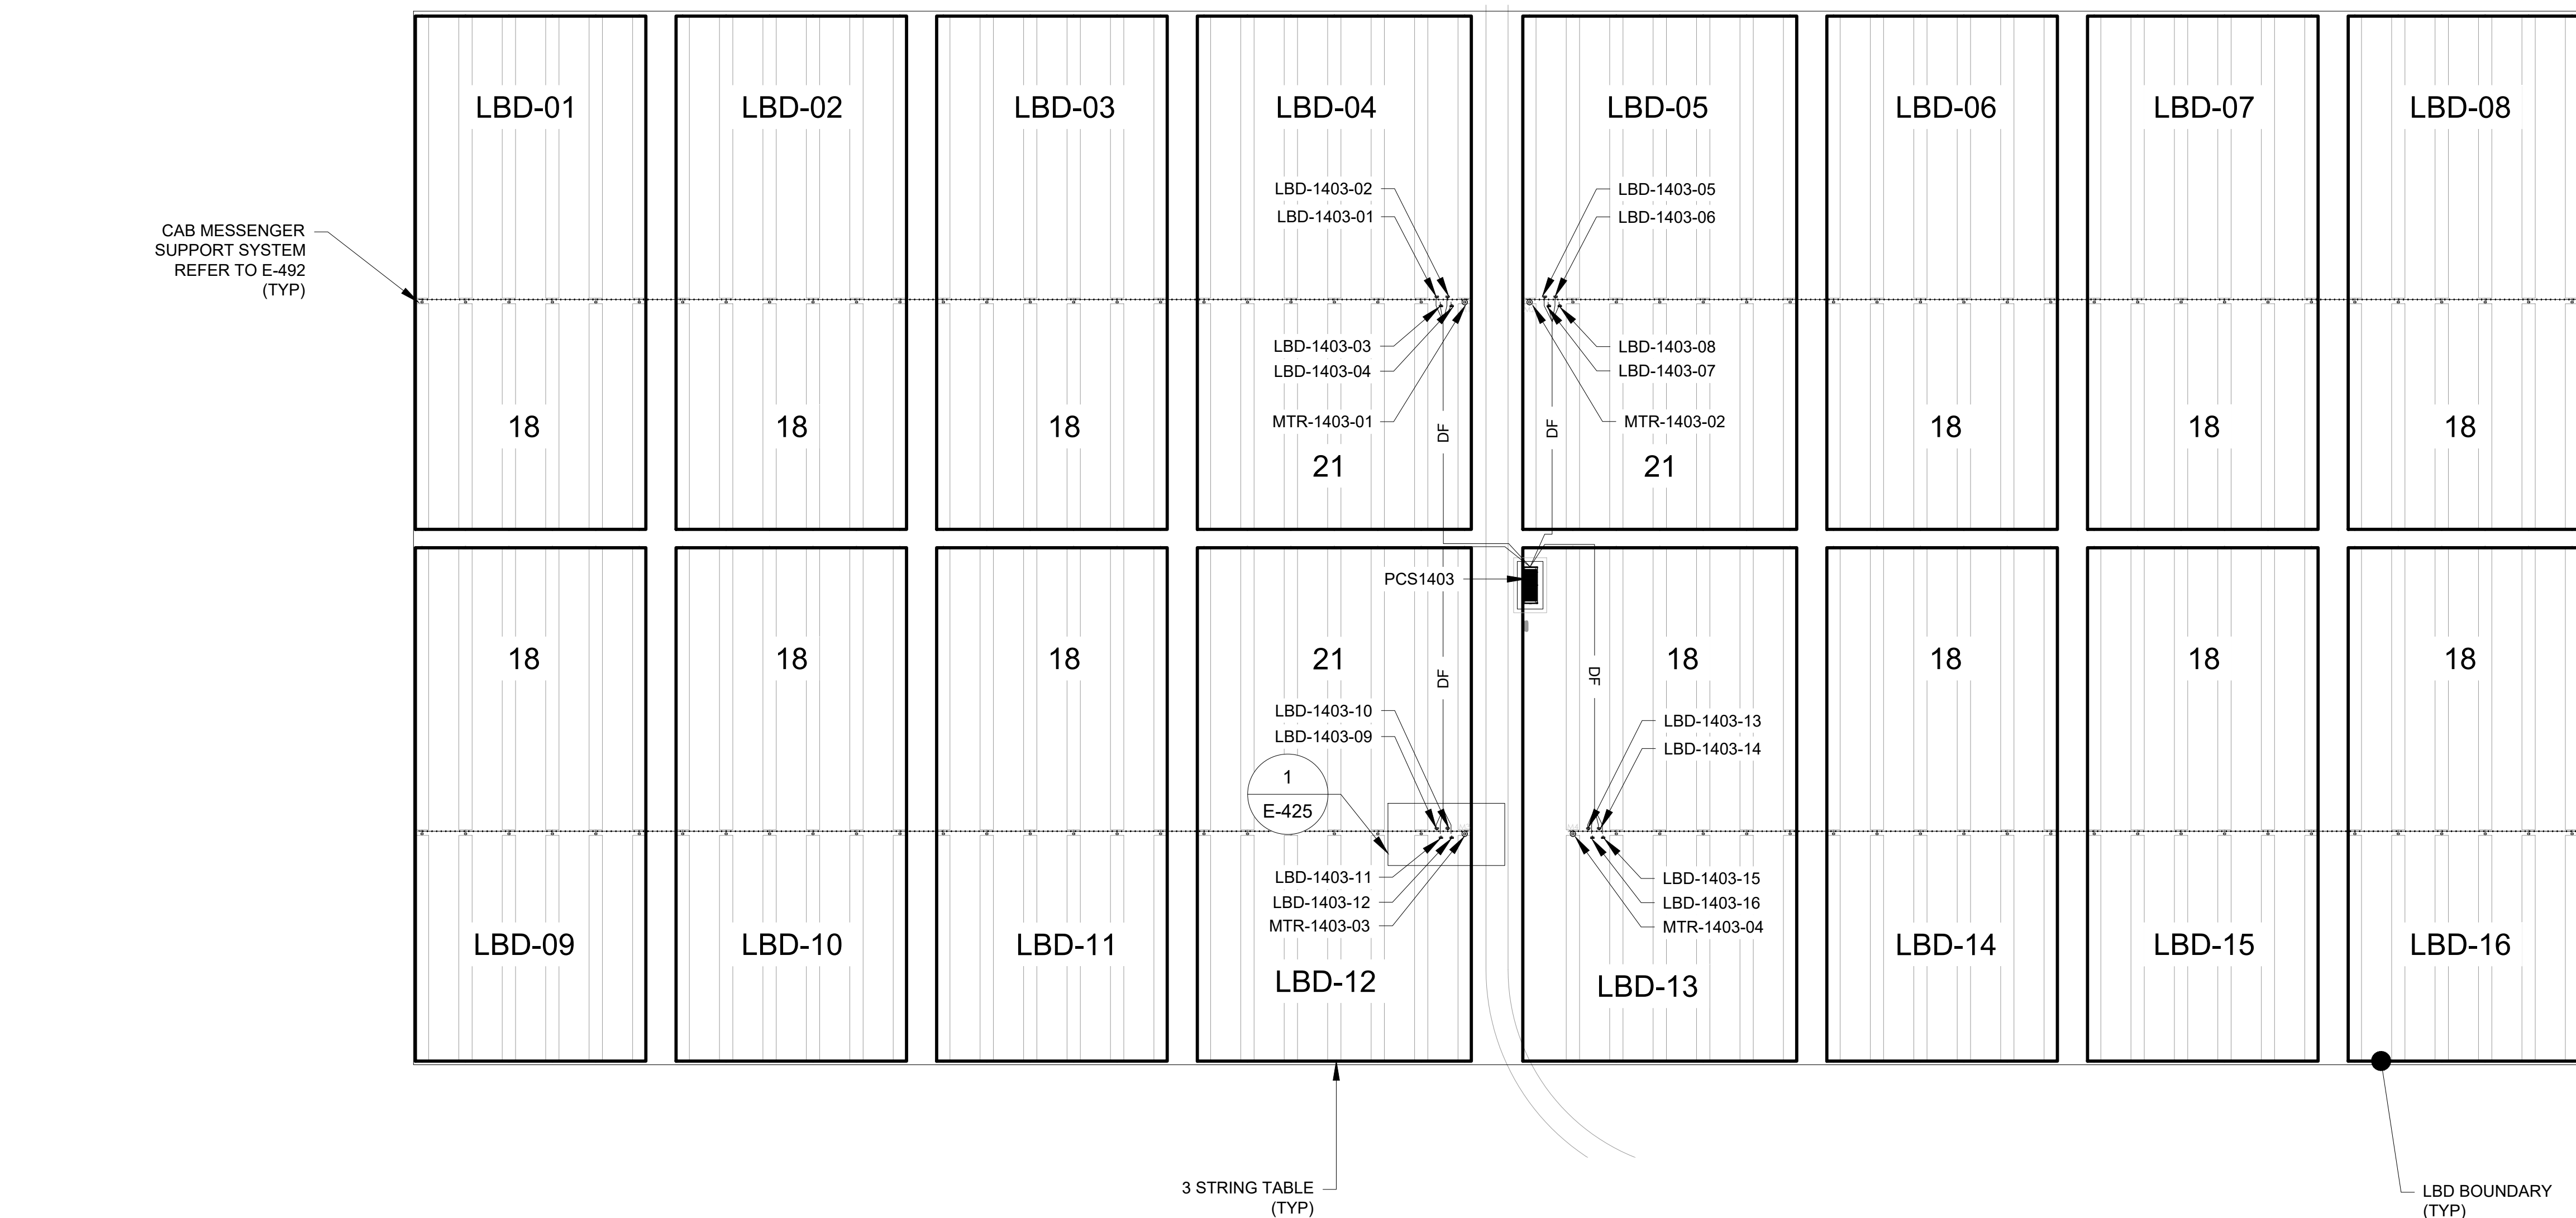 LBD-01
LBD-02
LBD-03
LBD-04
LBD-05
LBD-06
LBD-07
LBD-08
LBD-1403-02
LBD-1403-01
LBD-1403-05
LBD-1403-06
CAB MESSENGER
SUPPORT SYSTEM
REFER TO E-492
(TYP)
LBD-1403-03
LBD-1403-04
MTR-1403-01
LBD-1403-08
LBD-1403-07
MTR-1403-02
DF
DF
18
18
18
21
21
18
18
18
PCS1403
18
18
18
21
18
18
18
18
DF
DF
LBD-1403-10
LBD-1403-09
LBD-1403-13
LBD-1403-14
1
E-425
LBD-1403-11
LBD-1403-12
MTR-1403-03
LBD-1403-15
LBD-1403-16
MTR-1403-04
LBD-09
LBD-10
LBD-11
LBD-12
LBD-13
LBD-14
LBD-15
LBD-16
3 STRING TABLE
(TYP)
LBD BOUNDARY
(TYP)